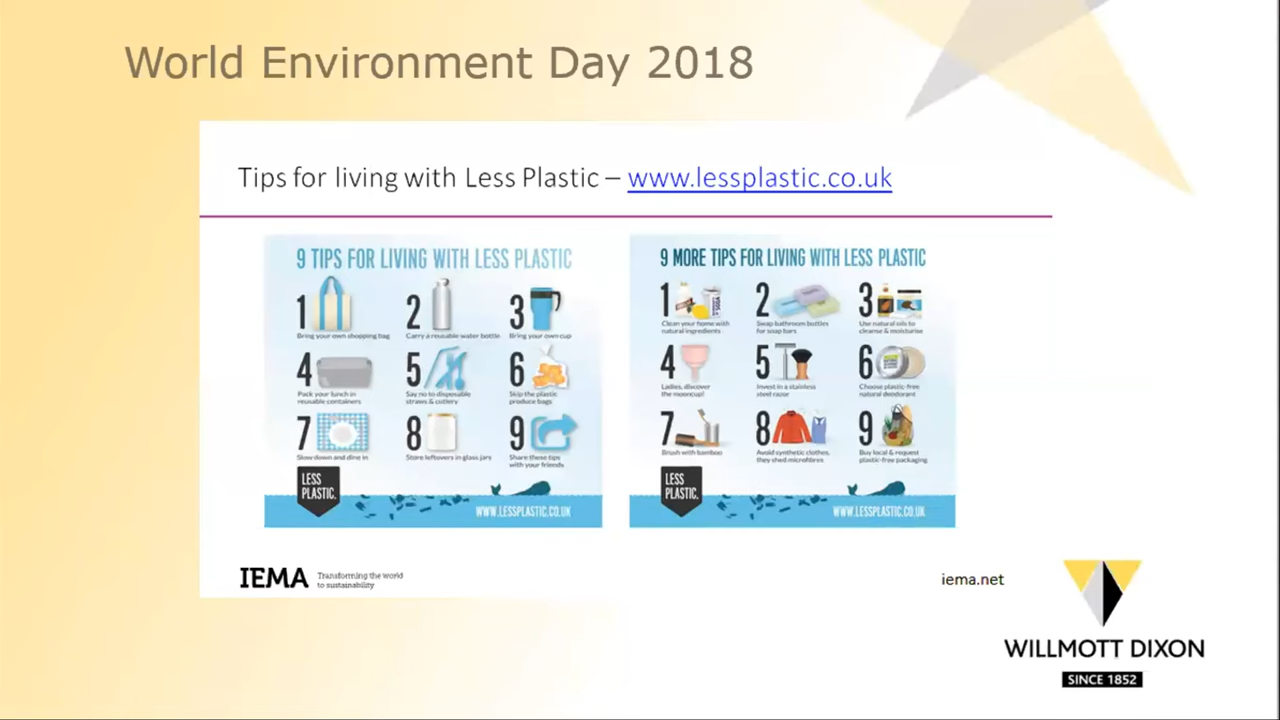 World Environment Day 2018
Tips for living with Less Plastic – www.lessplastic.co.uk
9 TIPS FOR LIVING WITH LESS PLASTIC
1
Bring your own shopping bag
2
Carry a reusable water bottle
3
Bring your own cup
4
Pack your lunch in
reusable containers
5
Say no to disposable
straws & cutlery
6
Skip the plastic
produce bags
7
Slow down and dine in
8
Store leftovers in glass jars
9
Share these tips
with your friends
LESS
PLASTIC.
WWW.LESSPLASTIC.CO.UK
9 MORE TIPS FOR LIVING WITH LESS PLASTIC
1
Clean your home with
natural ingredients
2
Swap bathroom bottles
for soap bars
3
Use natural oils to
cleanse & moisturise
4
Ladies, discover
the mooncup!
5
Invest in a stainless
steel razor
6
Choose plastic-free
natural deodorant
7
Brush with bamboo
8
Avoid synthetic clothes,
they shed microfibres
9
Buy local & request
plastic-free packaging
LESS
PLASTIC.
WWW.LESSPLASTIC.CO.UK
IEMA
Transforming the world
to sustainability
iema.net
WILLMOTT DIXON
SINCE 1852